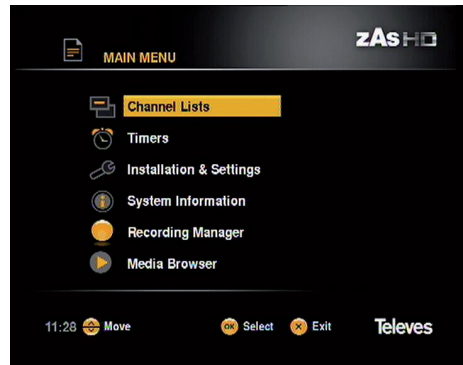 zAs HD
MAIN MENU
Channel Lists
Timers
Installation & Settings
System Information
Recording Manager
Media Browser
11:28 Move OK Select X Exit Televes